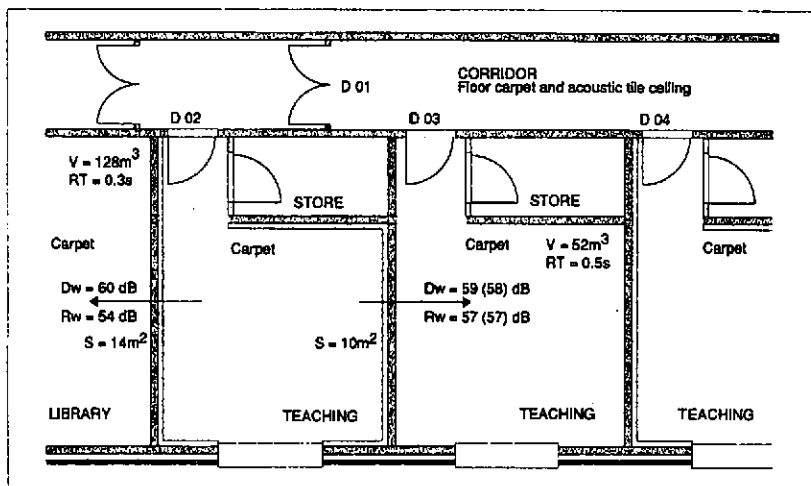 CORRIDOR
Floor carpet and acoustic tile ceiling
D 01
D 02
D 03
D 04
V = 128m³
RT = 0.3s
STORE
STORE
Carpet
Carpet
Carpet
Carpet
V = 52m³
RT = 0.5s
Dw = 60 dB
Rw = 54 dB
S = 14m²
Dw = 59 (58) dB
Rw = 57 (57) dB
S = 10m²
LIBRARY
TEACHING
TEACHING
TEACHING